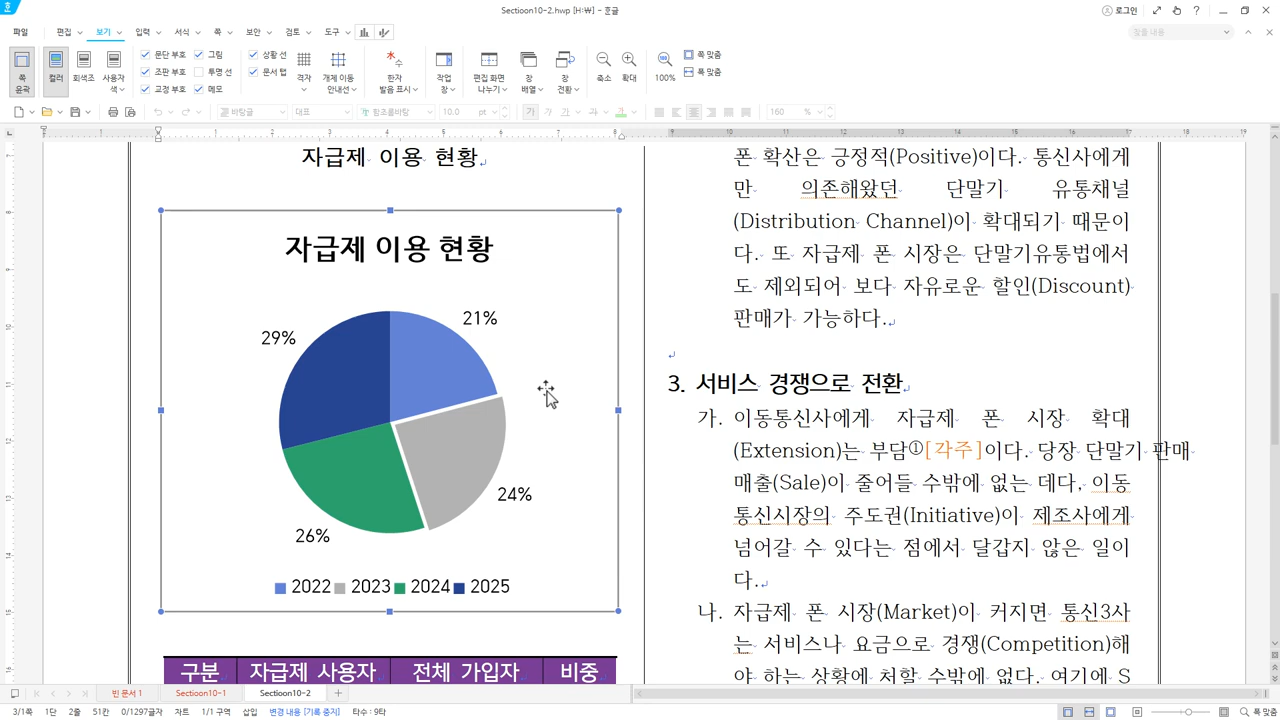 Sectioon10-2.hwp [H:\] - 흔글
로그인
파일 편집 보기 입력 서식 쪽 보안 검토 도구
찾을 내용
쪽 윤곽
컬러
회색조
사용자 색
문단 부호
조판 부호
교정 부호
그림
투명 선
메모
상황 선
문서 탭
격자
개체 이동 안내선
한자 발음 표시
작업 창
편집 화면 나누기
창 배열
창 전환
축소
확대
100%
쪽 맞춤
폭 맞춤
바탕글 대표 함초롬바탕 10.0 pt 160 %
자급제 이용 현황
자급제 이용 현황
21%
29%
24%
26%
2022 2023 2024 2025
구분 자급제 사용자 전체 가입자 비중
폰 확산은 긍정적(Positive)이다. 통신사에게
만 의존해왔던 단말기 유통채널
(Distribution Channel)이 확대되기 때문이
다. 또 자급제 폰 시장은 단말기유통법에서
도 제외되어 보다 자유로운 할인(Discount)
판매가 가능하다.
3. 서비스 경쟁으로 전환
가. 이동통신사에게 자급제 폰 시장 확대
(Extension)는 부담①[각주]이다. 당장 단말기 판매
매출(Sale)이 줄어들 수밖에 없는 데다, 이동
통신시장의 주도권(Initiative)이 제조사에게
넘어갈 수 있다는 점에서 달갑지 않은 일이
다.
나. 자급제 폰 시장(Market)이 커지면 통신3사
는 서비스나 요금으로 경쟁(Competition)해
야 하는 상황에 처할 수밖에 없다. 여기에 S
빈 문서 1 Sectioon10-1 Sectioon10-2
3/1쪽 1단 2줄 51칸 0/1297글자 차트 1/1 구역 삽입 변경 내용 [기록 중지] 타수 : 9타
폭 맞춤